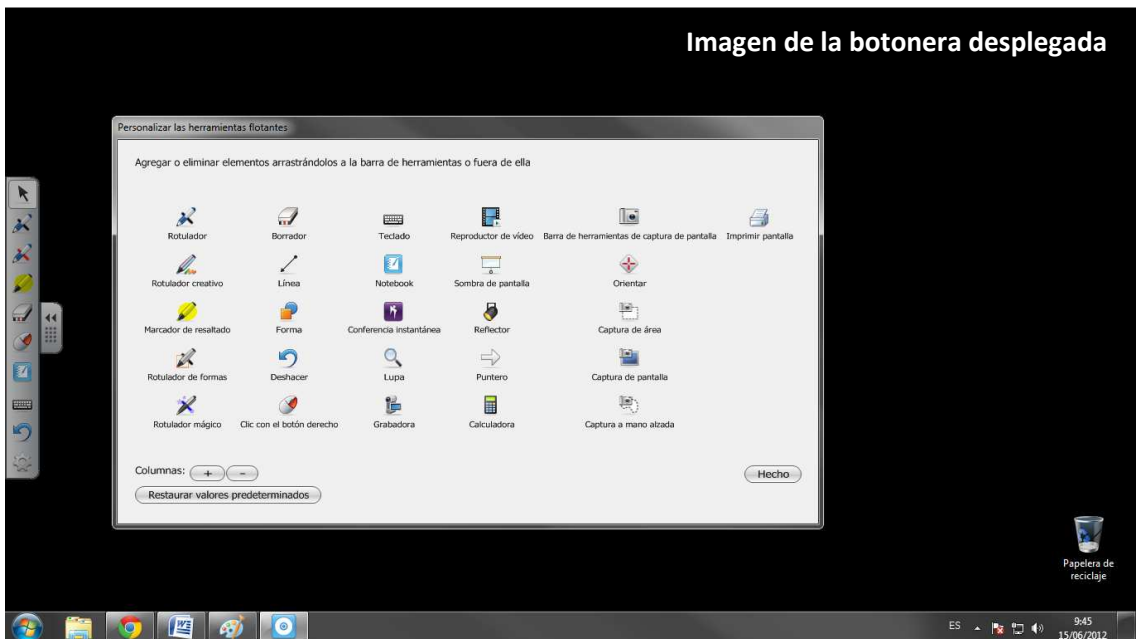 Imagen de la botonera desplegada
Personalizar las herramientas flotantes
Agregar o eliminar elementos arrastrándolos a la barra de herramientas o fuera de ella
Rotulador Borrador Teclado Reproductor de vídeo Barra de herramientas de captura de pantalla Imprimir pantalla
Rotulador creativo Línea Notebook Sombra de pantalla Orientar
Marcador de resaltado Forma Conferencia instantánea Reflector Captura de área
Rotulador de formas Deshacer Lupa Puntero Captura de pantalla
Rotulador mágico Clic con el botón derecho Grabadora Calculadora Captura a mano alzada
Columnas: + -
Hecho
Restaurar valores predeterminados
Papelera de
reciclaje
ES 9:45
15/06/2012